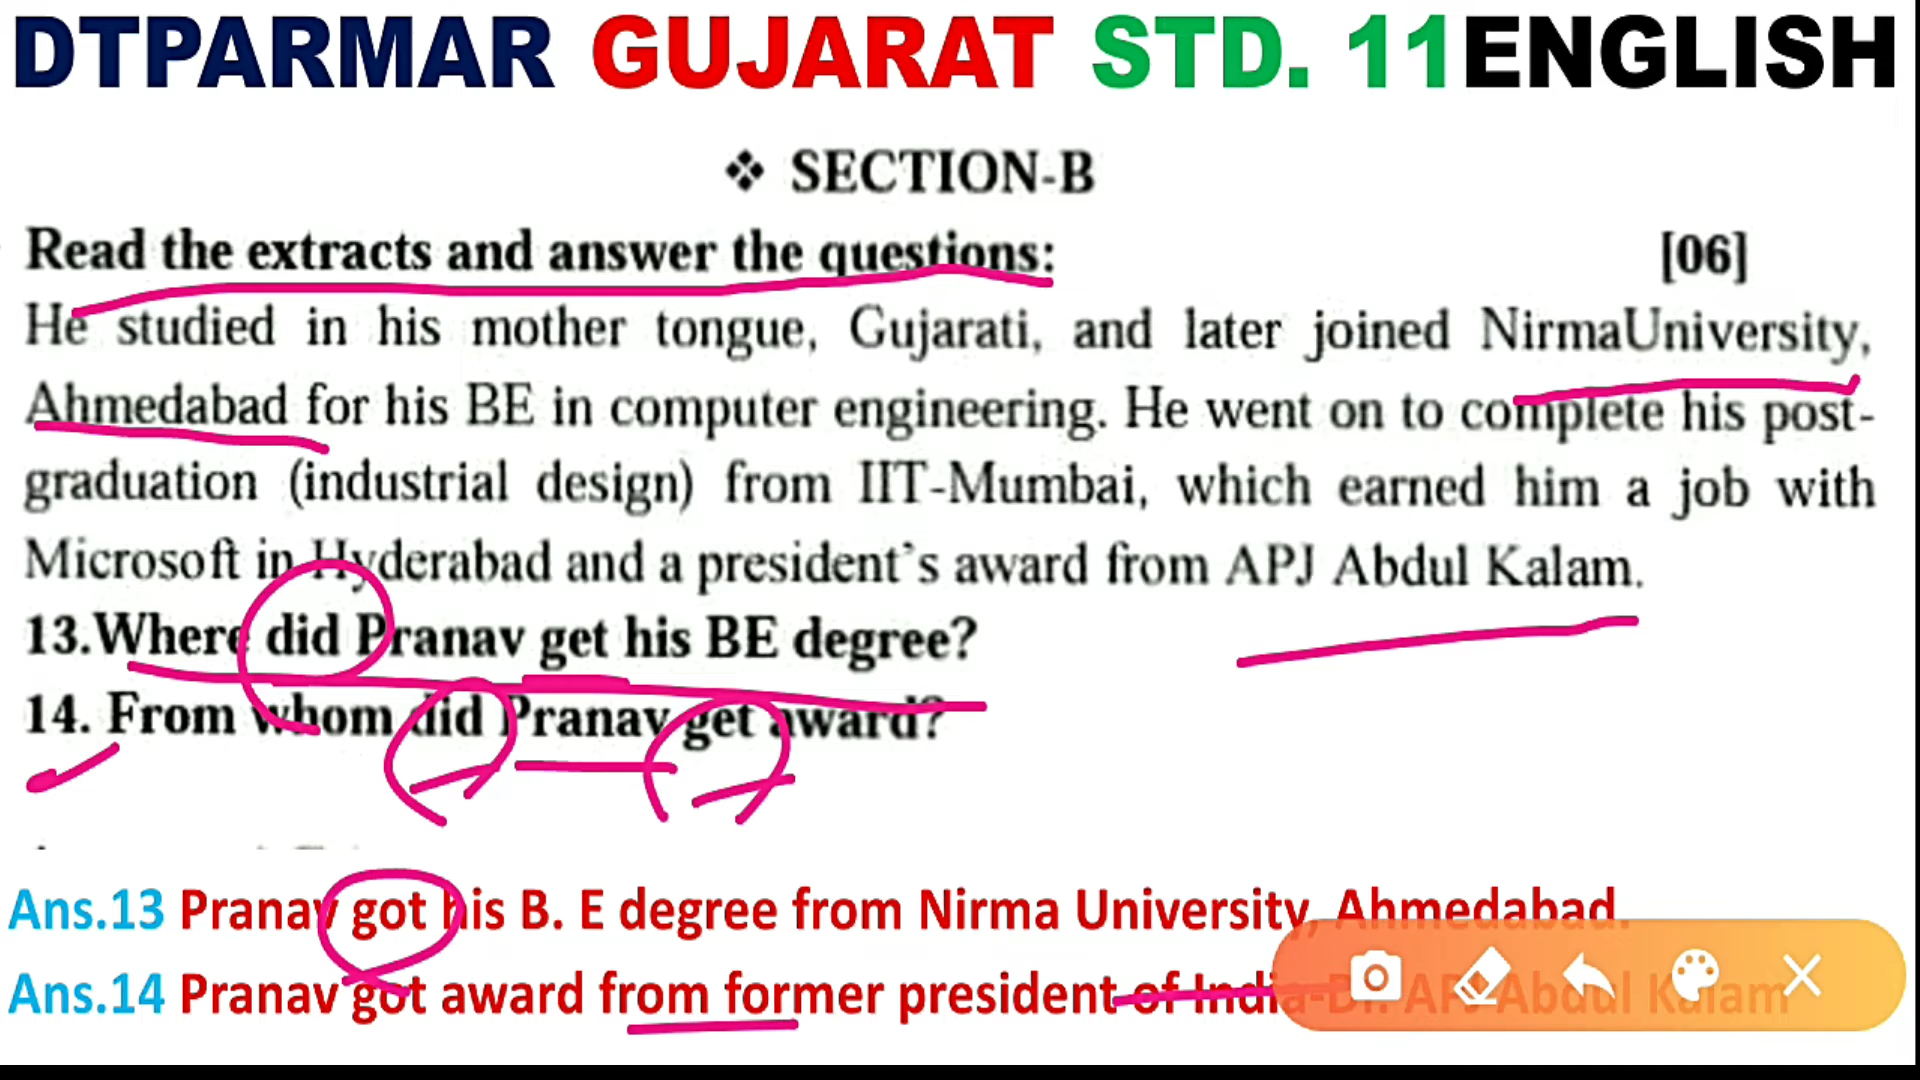 DTPARMAR GUJARAT STD. 11ENGLISH
❖ SECTION-B
Read the extracts and answer the questions: [06]
He studied in his mother tongue, Gujarati, and later joined NirmaUniversity,
Ahmedabad for his BE in computer engineering. He went on to complete his post-
graduation (industrial design) from IIT-Mumbai, which earned him a job with
Microsoft in Hyderabad and a president's award from APJ Abdul Kalam.
13.Where did Pranav get his BE degree?
14. From whom did Pranav get award?
Ans.13 Pranav got his B. E degree from Nirma University, Ahmedabad.
Ans.14 Pranav got award from former president of India-Dr. APJ Abdul Kalam